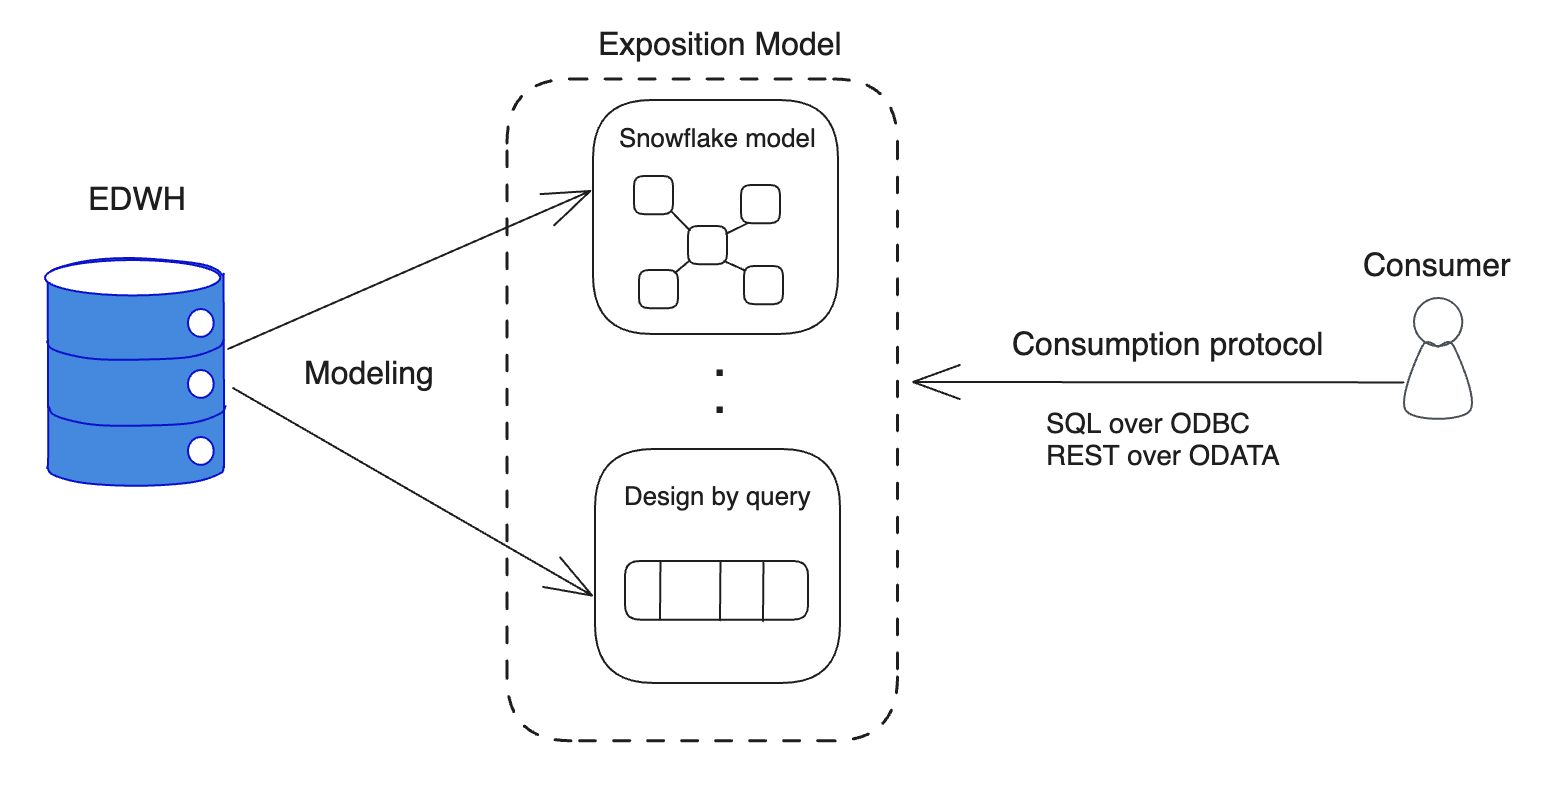 Exposition Model
Snowflake model
EDWH
Modeling
Design by query
Consumer
Consumption protocol
SQL over ODBC
REST over ODATA